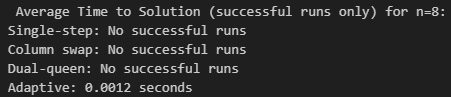 Average Time to Solution (successful runs only) for n=8:
Single-step: No successful runs
Column swap: No successful runs
Dual-queen: No successful runs
Adaptive: 0.0012 seconds